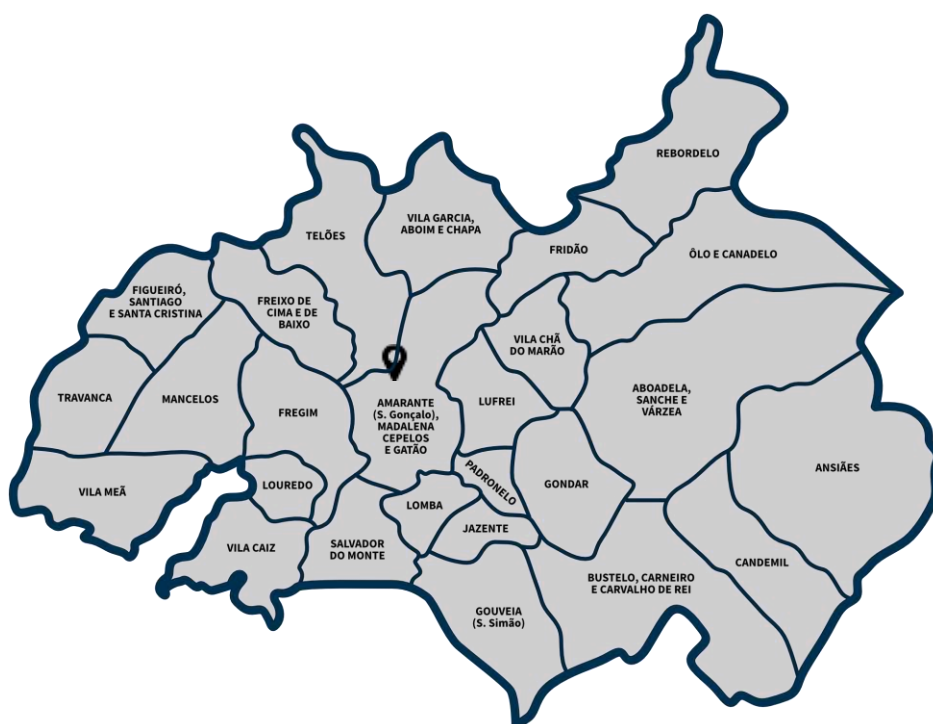 REBORDELO
VILA GARCIA,
ABOIM E CHAPA
TELÕES
FRIDÃO
ÔLO E CANADELO
FIGUEIRÓ,
SANTIAGO
E SANTA CRISTINA
FREIXO DE
CIMA E DE
BAIXO
VILA CHÃ
DO MARÃO
TRAVANCA
MANCELOS
FREGIM
AMARANTE
(S. Gonçalo),
MADALENA
CEPELOS
E GATÃO
LUFREI
ABOADELA,
SANCHE E
VÁRZEA
ANSIÃES
VILA MEÃ
LOUREDO
PADRONELO
GONDAR
LOMBA
JAZENTE
VILA CAIZ
SALVADOR
DO MONTE
CANDEMIL
BUSTELO, CARNEIRO
E CARVALHO DE REI
GOUVEIA
(S. Simão)